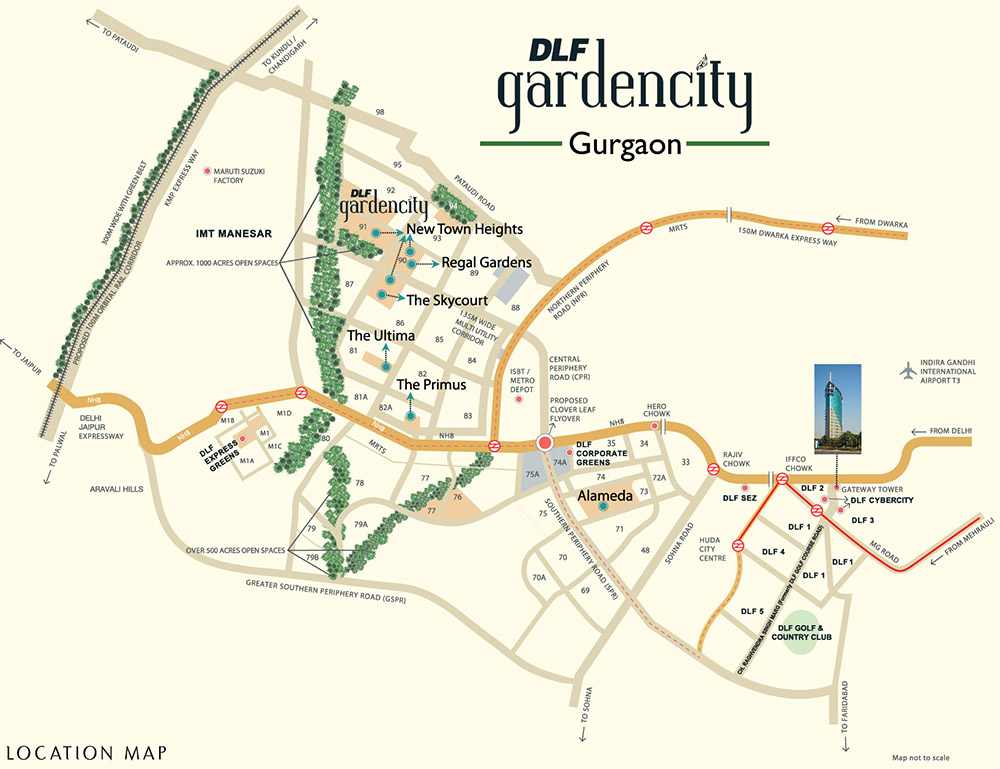 DLF
gardencity
Gurgaon
TO PATAUDI
TO KUNDLI /
CHANDIGARH
98
95
PATAUDI ROAD
94
92
MARUTI SUZUKI
FACTORY
300M WIDE WITH GREEN BELT
KMP EXPRESS WAY
PROPOSED 100M ORBITAL RAIL CORRIDOR
IMT MANESAR
APPROX. 1000 ACRES OPEN SPACES
DLF
gardencity
91
New Town Heights
93
90
Regal Gardens
89
The Skycourt
88
87
86
135M WIDE
MULTI UTILITY
CORRIDOR
The Ultima
85
84
81
82
The Primus
81A
82A
83
NORTHERN PERIPHERY
ROAD (NPR)
MRTS
150M DWARKA EXPRESS WAY
FROM DWARKA
CENTRAL
PERIPHERY
ROAD (CPR)
ISBT /
METRO
DEPOT
PROPOSED
CLOVER LEAF
FLYOVER
INDIRA GANDHI
INTERNATIONAL
AIRPORT T3
TO JAIPUR
NH8
DELHI
JAIPUR
EXPRESSWAY
NH8
TO PALWAL
ARAVALI HILLS
M1B
M1D
M1
M1C
M1A
DLF
EXPRESS
GREENS
80
MRTS
NH8
NH8
78
79
79A
79B
77
77
76
OVER 500 ACRES OPEN SPACES
GREATER SOUTHERN PERIPHERY ROAD (GSPR)
NH8
HERO
CHOWK
DLF
CORPORATE
GREENS
35
34
33
74A
75A
74
73
72A
72
Alameda
75
71
70
70A
69
48
SOUTHERN PERIPHERY ROAD (SPR)
SOHNA ROAD
RAJIV
CHOWK
IFFCO
CHOWK
FROM DELHI
DLF SEZ
DLF 2
GATEWAY TOWER
DLF CYBERCITY
DLF 3
HUDA
CITY
CENTRE
DLF 1
DLF 4
DLF 1
DLF 1
MG ROAD
FROM MEHRAULI
DLF 5
CH. RAGHVENDRA SINGH MARG (Formerly DLF GOLF COURSE ROAD)
DLF GOLF &
COUNTRY CLUB
TO SOHNA
TO FARIDABAD
LOCATION MAP
Map not to scale